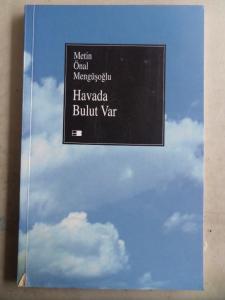 Metin
Önal
Mengüşoğlu
Havada
Bulut Var